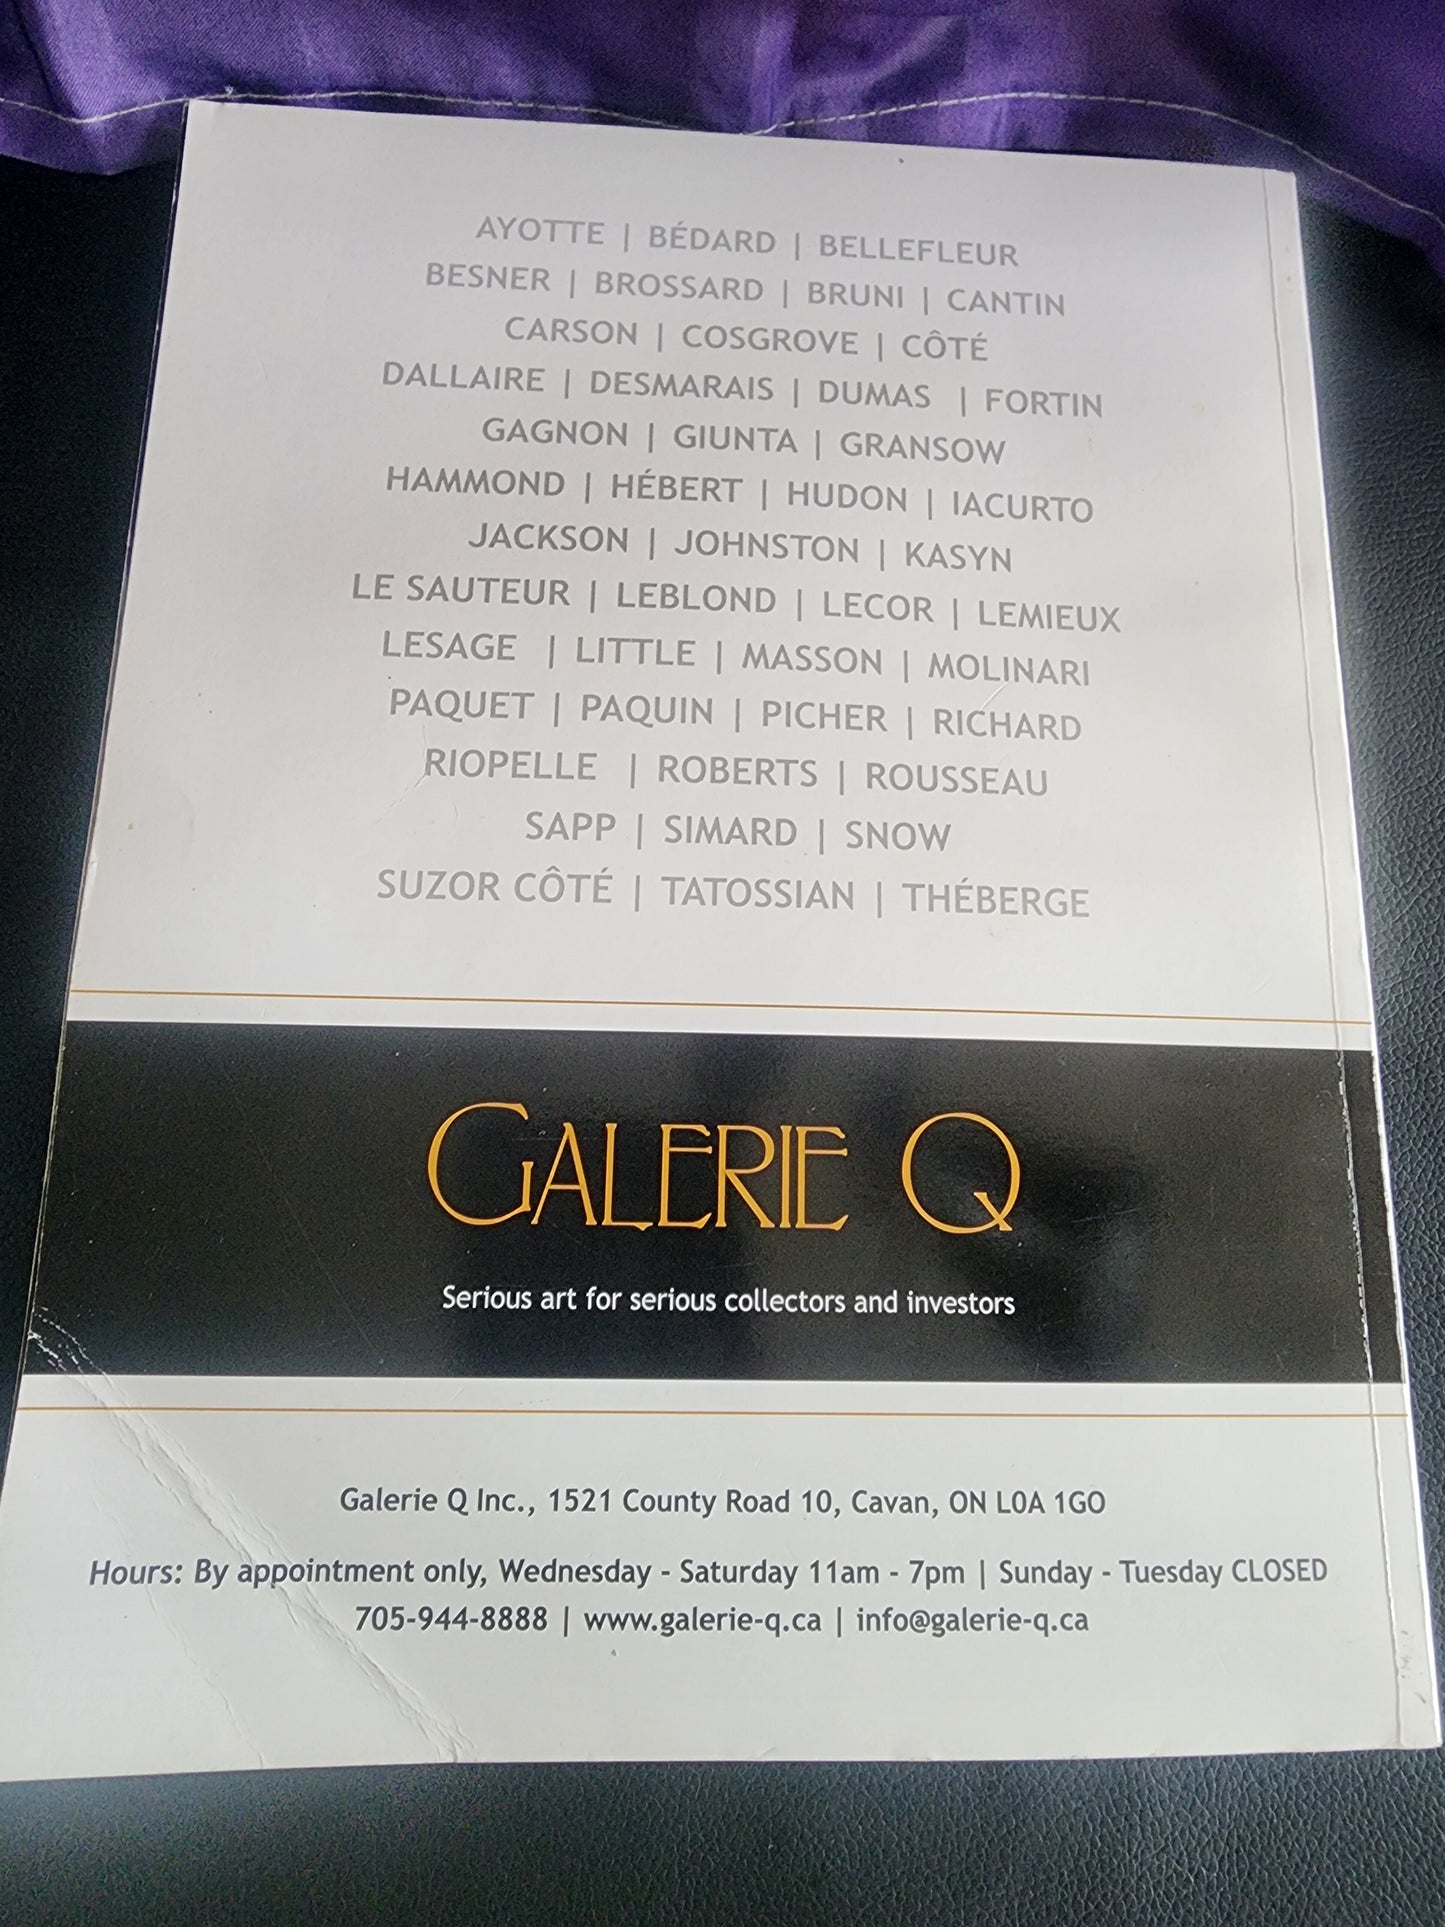 AYOTTE | BÉDARD | BELLEFLEUR
BESNER | BROSSARD | BRUNI | CANTIN
CARSON | COSGROVE | CÔTÉ
DALLAIRE | DESMARAIS | DUMAS | FORTIN
GAGNON | GIUNTA | GRANSOW
HAMMOND | HÉBERT | HUDON | IACURTO
JACKSON | JOHNSTON | KASYN
LE SAUTEUR | LEBLOND | LECOR | LEMIEUX
LESAGE | LITTLE | MASSON | MOLINARI
PAQUET | PAQUIN | PICHER | RICHARD
RIOPELLE | ROBERTS | ROUSSEAU
SAPP | SIMARD | SNOW
SUZOR CÔTÉ | TATOSSIAN | THÉBERGE
GALERIE Q
Serious art for serious collectors and investors
Galerie Q Inc., 1521 County Road 10, Cavan, ON L0A 1GO
Hours: By appointment only, Wednesday - Saturday 11am - 7pm | Sunday - Tuesday CLOSED
705-944-8888 | www.galerie-q.ca | info@galerie-q.ca